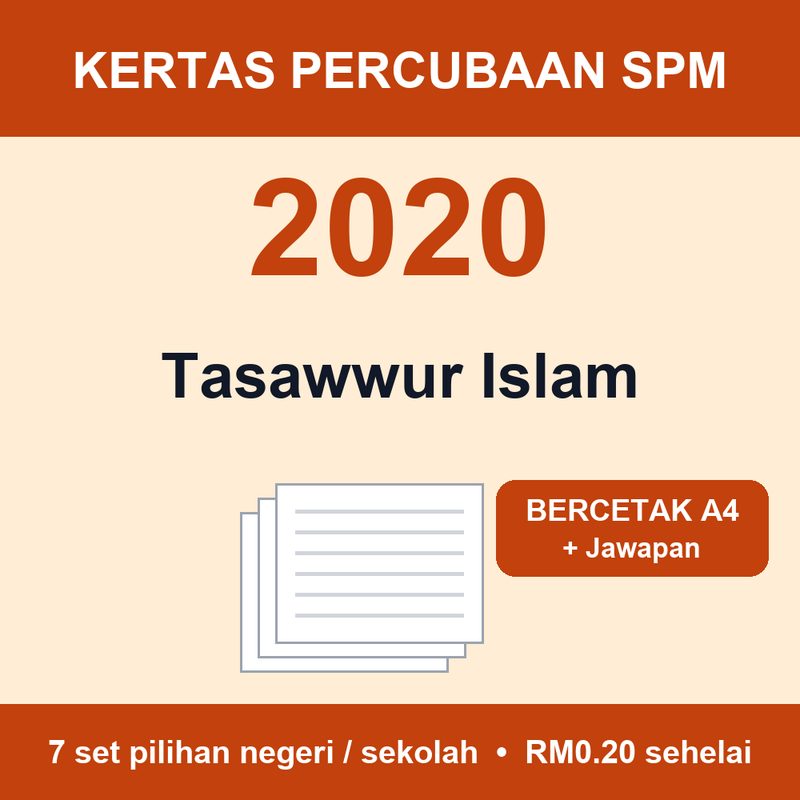 KERTAS PERCUBAAN SPM
2020
Tasawwur Islam
BERCETAK A4
+ Jawapan
7 set pilihan negeri / sekolah • RM0.20 sehelai